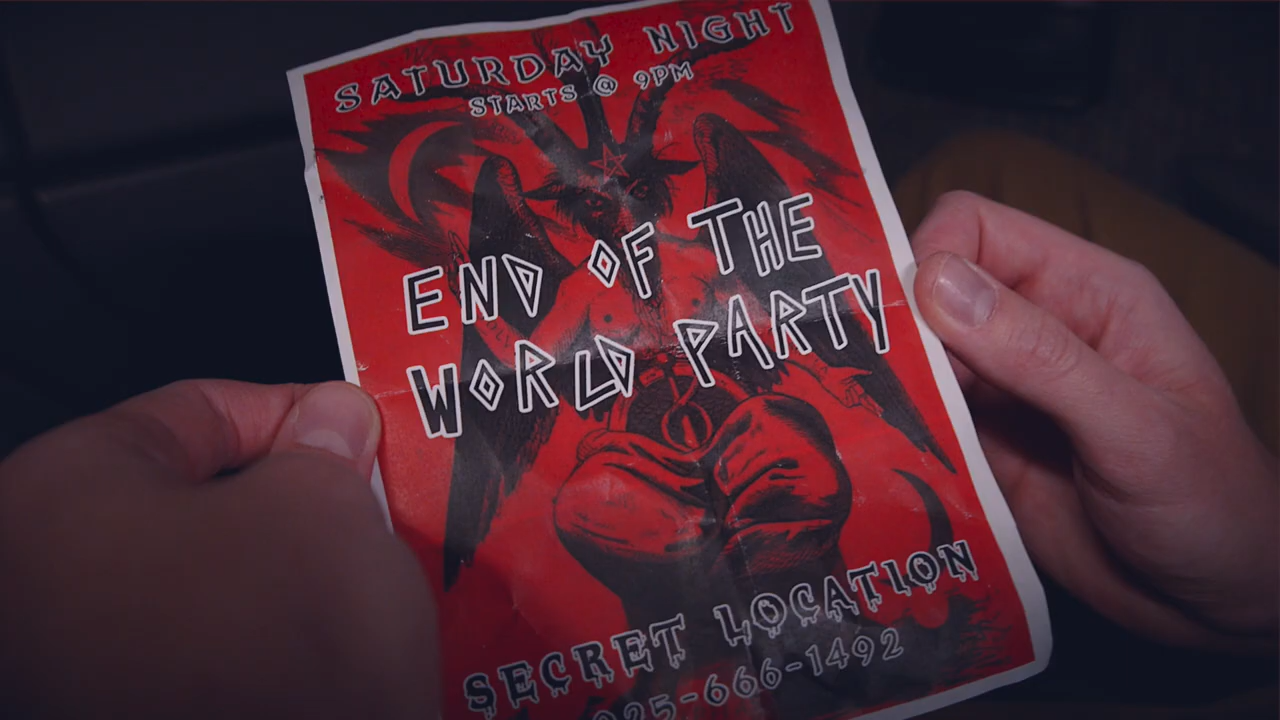 SATURDAY NIGHT
STARTS @ 9PM
END OF THE
WORLD PARTY
SECRET LOCATION
925-666-1492